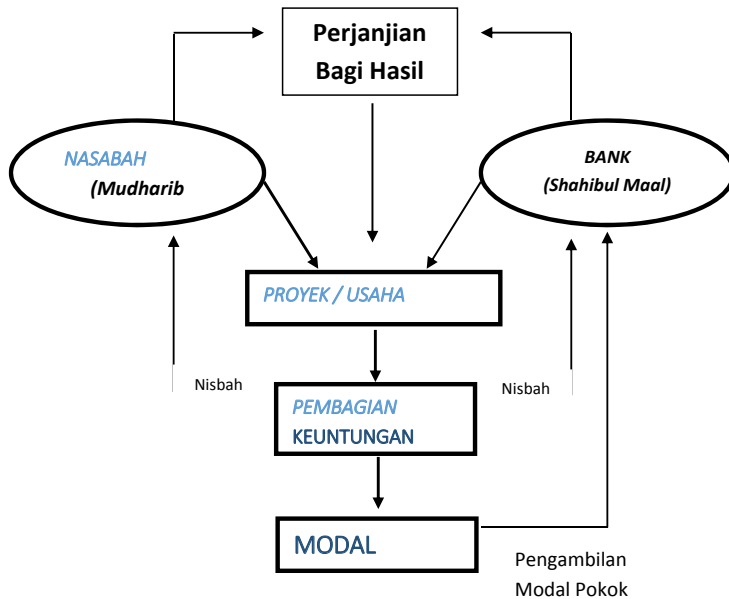 Perjanjian
Bagi Hasil
NASABAH
(Mudharib
BANK
(Shahibul Maal)
PROYEK / USAHA
Nisbah
Nisbah
PEMBAGIAN
KEUNTUNGAN
MODAL
Pengambilan
Modal Pokok